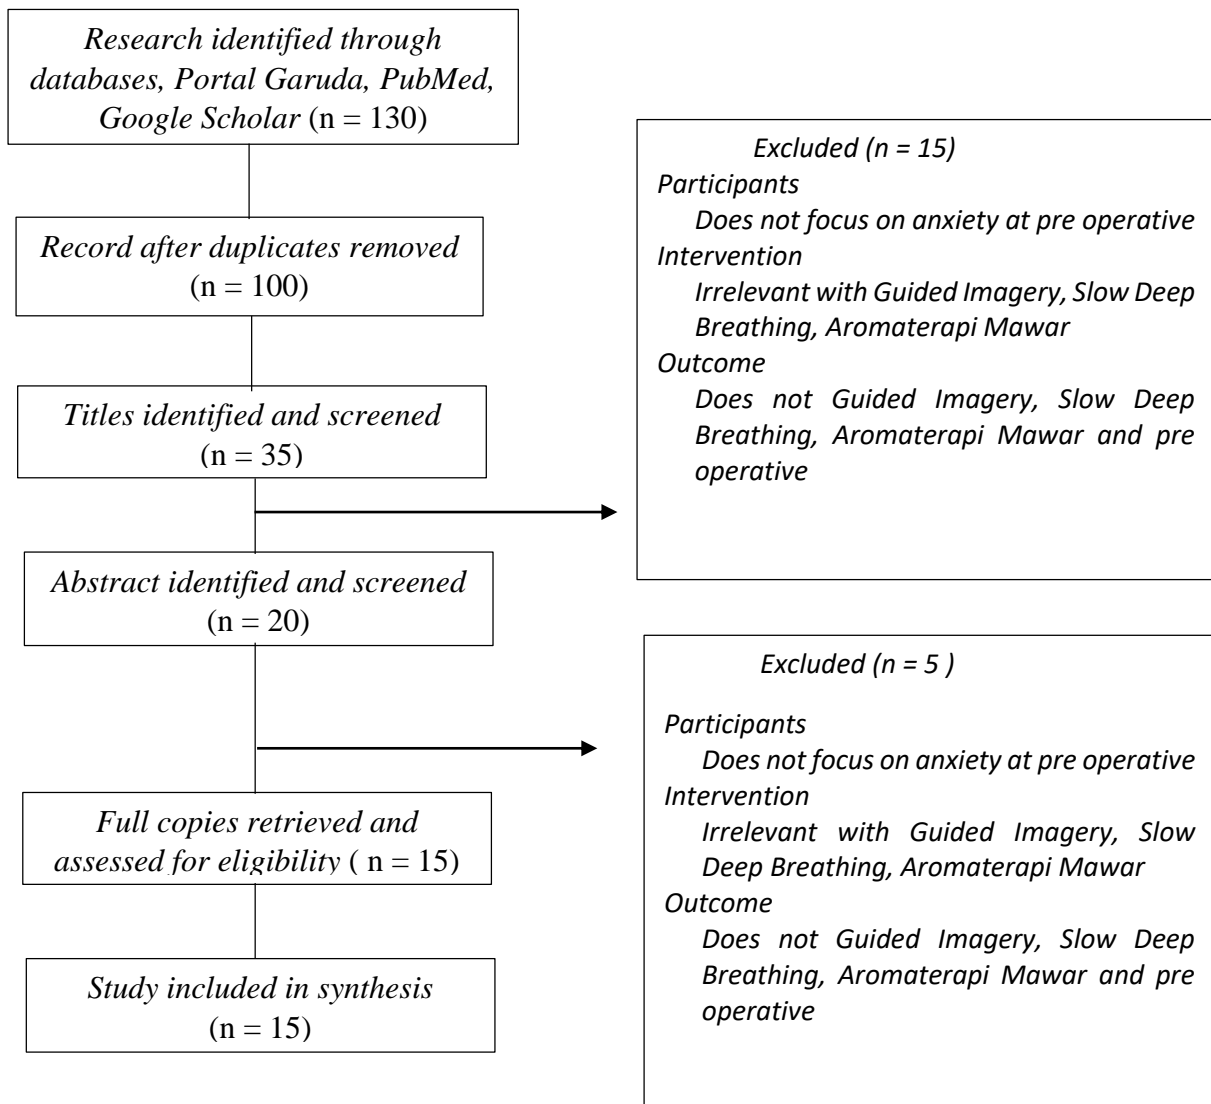 Research identified through
databases, Portal Garuda, PubMed,
Google Scholar (n = 130)
Record after duplicates removed
(n = 100)
Titles identified and screened
(n = 35)
Excluded (n = 15)
Participants
Does not focus on anxiety at pre operative
Intervention
Irrelevant with Guided Imagery, Slow Deep
Breathing, Aromaterapi Mawar
Outcome
Does not Guided Imagery, Slow Deep
Breathing, Aromaterapi Mawar and pre
operative
Abstract identified and screened
(n = 20)
Excluded (n = 5 )
Participants
Does not focus on anxiety at pre operative
Intervention
Irrelevant with Guided Imagery, Slow
Deep Breathing, Aromaterapi Mawar
Outcome
Does not Guided Imagery, Slow Deep
Breathing, Aromaterapi Mawar and pre
operative
Full copies retrieved and
assessed for eligibility ( n = 15)
Study included in synthesis
(n = 15)